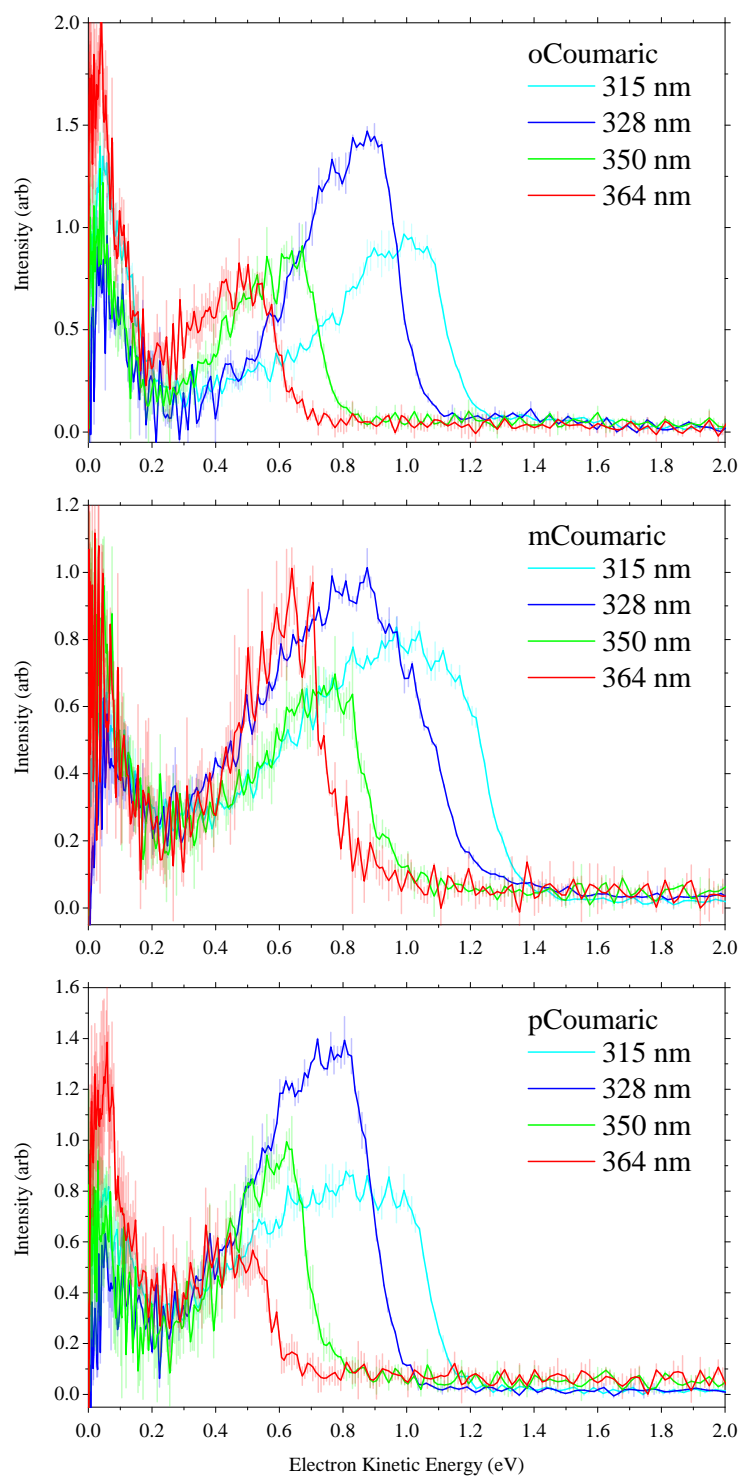 oCoumaric
315 nm
328 nm
350 nm
364 nm
Intensity (arb)
2.0
1.5
1.0
0.5
0.0
0.0 0.2 0.4 0.6 0.8 1.0 1.2 1.4 1.6 1.8 2.0
mCoumaric
315 nm
328 nm
350 nm
364 nm
Intensity (arb)
1.2
1.0
0.8
0.6
0.4
0.2
0.0
0.0 0.2 0.4 0.6 0.8 1.0 1.2 1.4 1.6 1.8 2.0
pCoumaric
315 nm
328 nm
350 nm
364 nm
Intensity (arb)
1.6
1.4
1.2
1.0
0.8
0.6
0.4
0.2
0.0
0.0 0.2 0.4 0.6 0.8 1.0 1.2 1.4 1.6 1.8 2.0
Electron Kinetic Energy (eV)